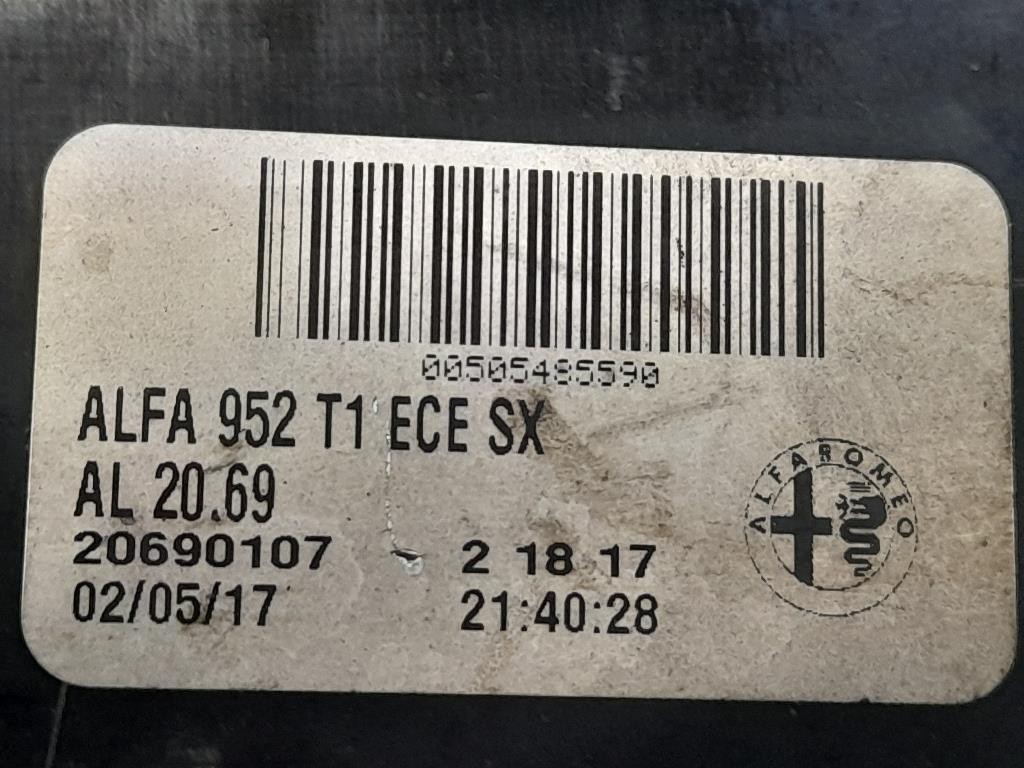 00505485590
ALFA 952 T1 ECE SX
AL 20.69
20690107 2 18 17
02/05/17 21:40:28
ALFA ROMEO